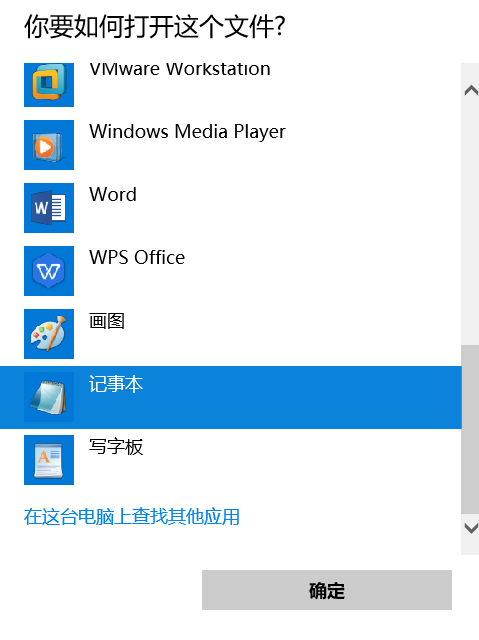 你要如何打开这个文件?
VMware Workstation
Windows Media Player
Word
WPS Office
画图
记事本
写字板
在这台电脑上查找其他应用
确定